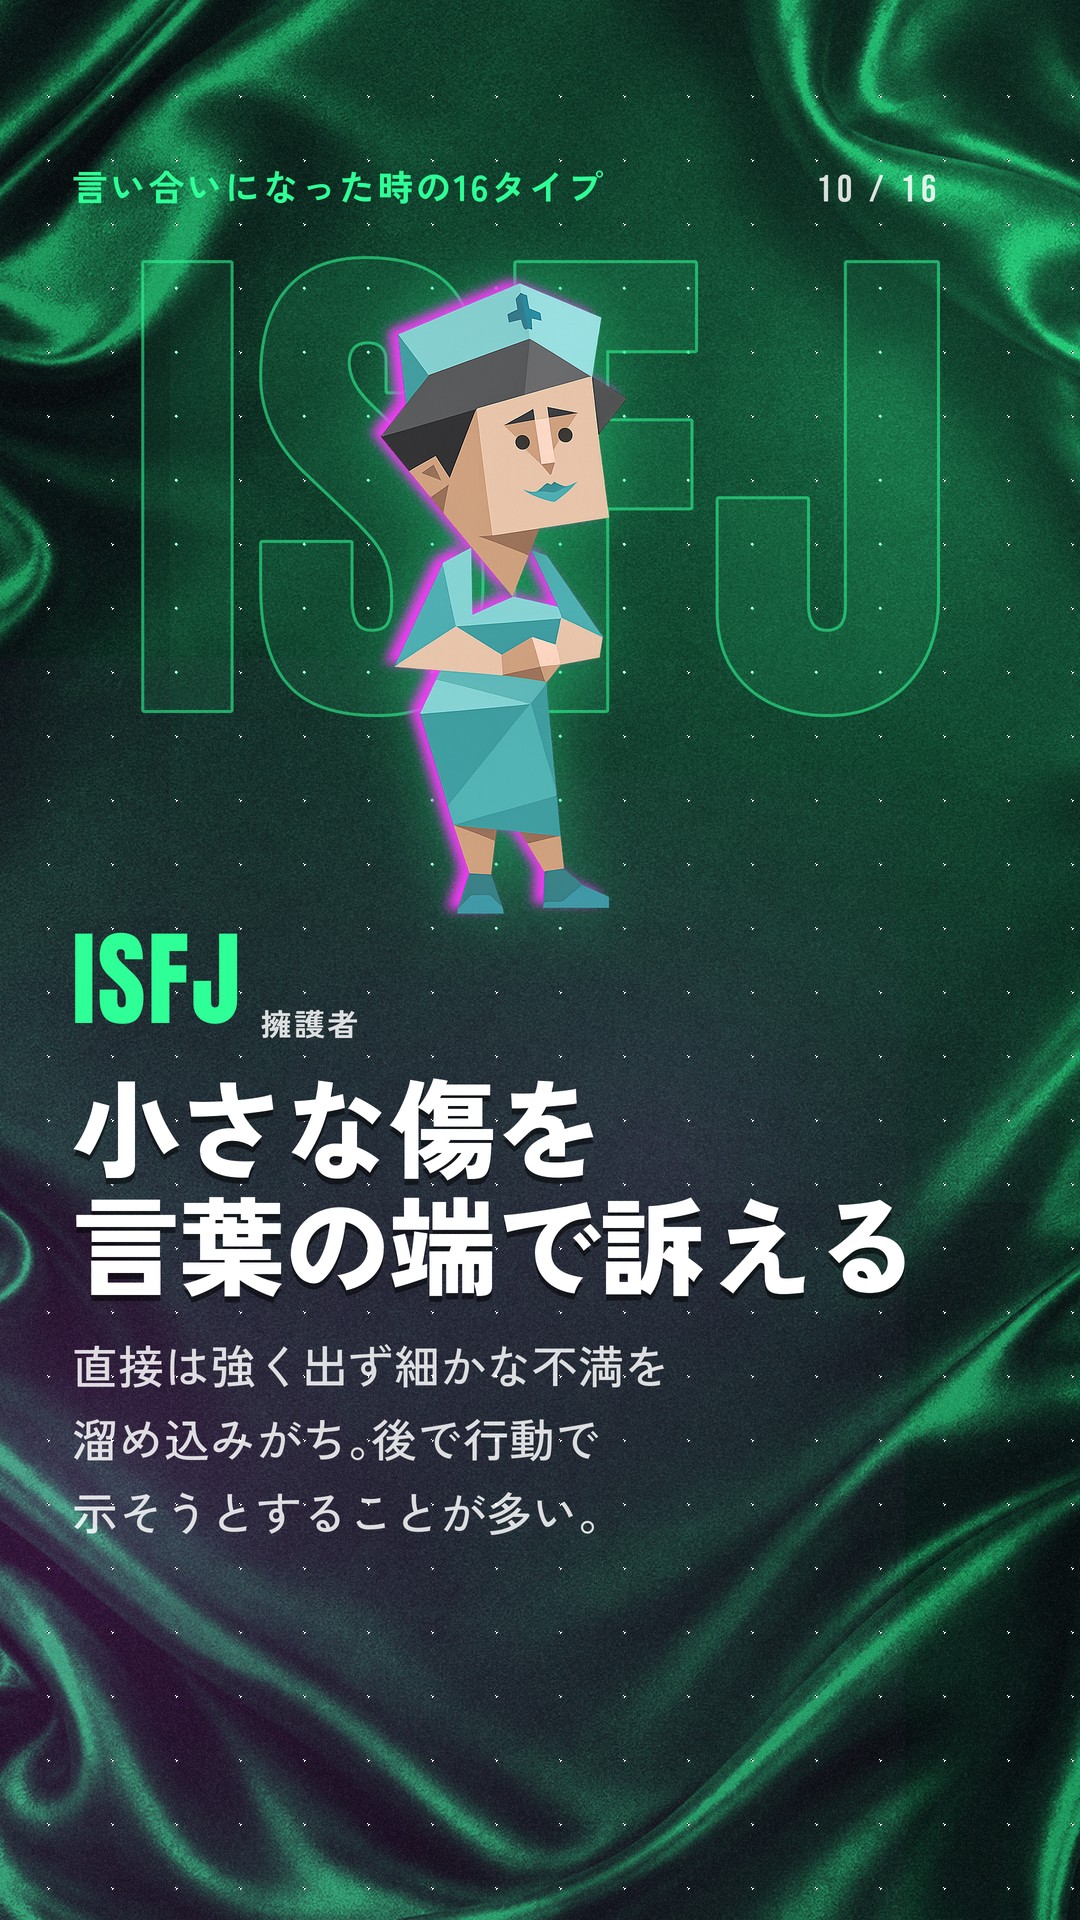 言い合いになった時の16タイプ
10 / 16
ISFJ
ISFJ
擁護者
小さな傷を
言葉の端で訴える
直接は強く出ず細かな不満を
溜め込みがち。後で行動で
示そうとすることが多い。